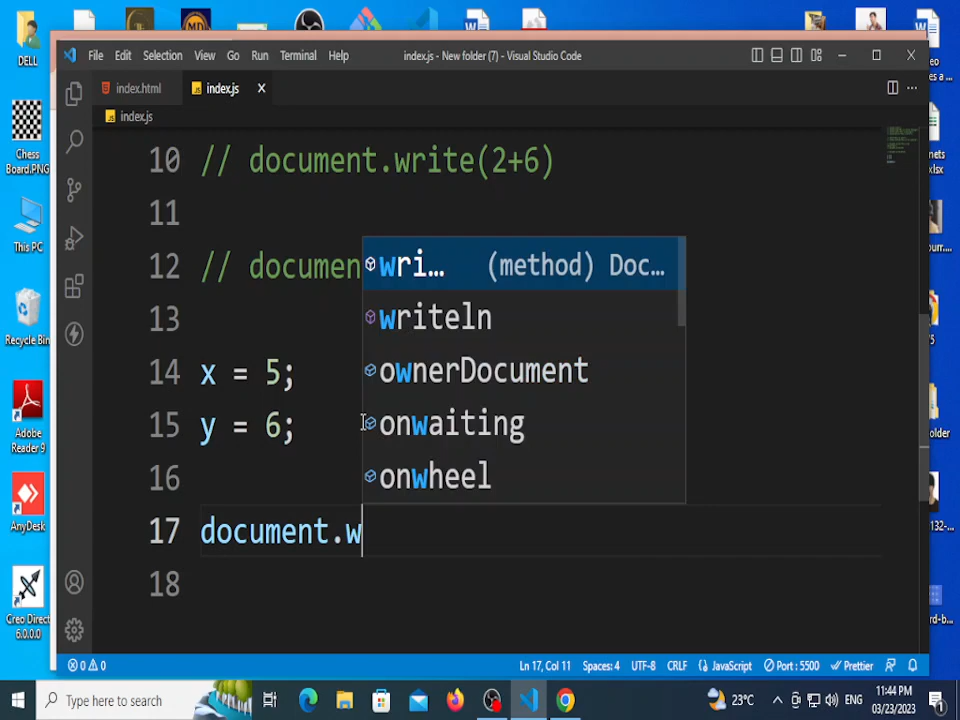 DELL
File Edit Selection View Go Run Terminal Help
index.js - New folder (7) - Visual Studio Code
index.html
index.js
index.js
10 // document.write(2+6)
11
12 // documen
wri... (method) Doc...
13
writeln
14 x = 5;
ownerDocument
15 y = 6;
onwaiting
16
onwheel
17 document.w
18
Chess
Board.PNG
This PC
Recycle Bin
Adobe
Reader 9
AnyDesk
Creo Direct
6.0.0.0
0 0
Ln 17, Col 11 Spaces: 4 UTF-8 CRLF JavaScript Port : 5500 Prettier
Type here to search
23°C
ENG
11:44 PM
03/23/2023
1